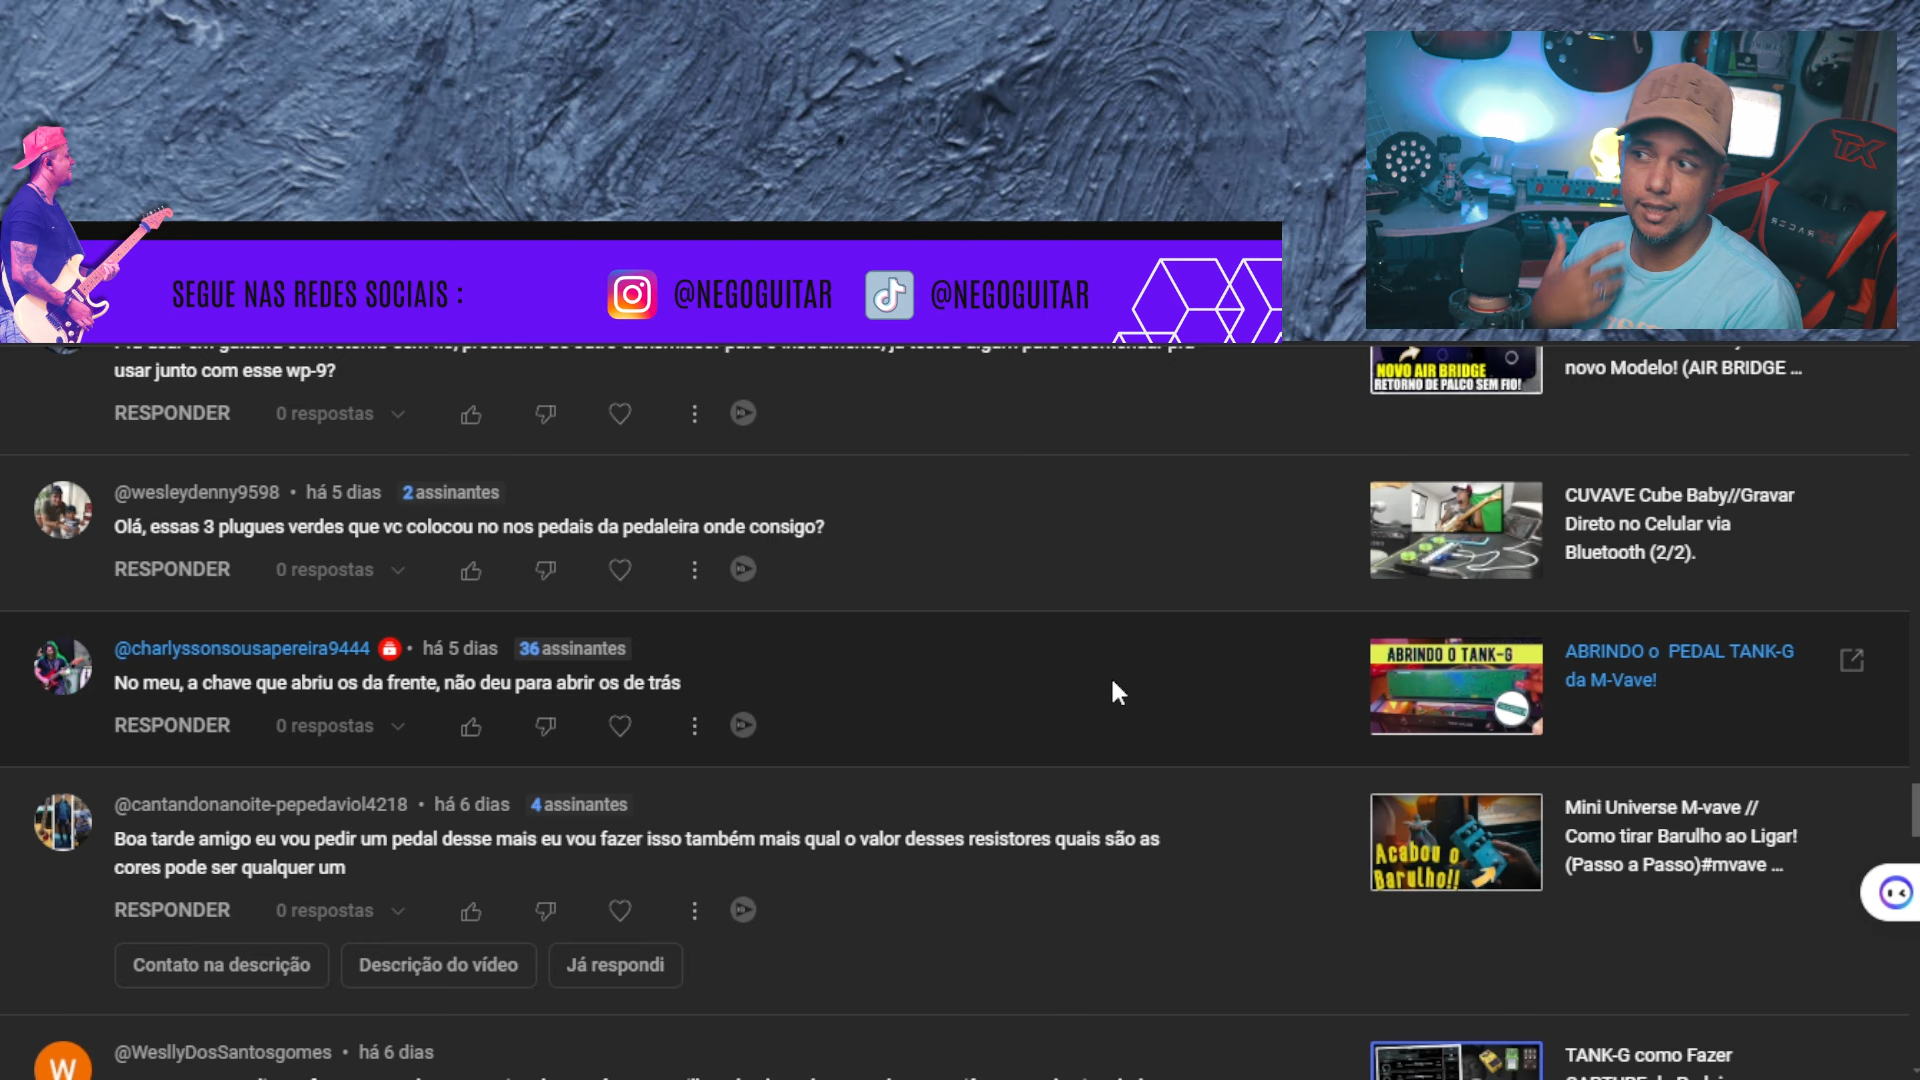 SEGUE NAS REDES SOCIAIS :
@NEGOGUITAR
@NEGOGUITAR
TX
RACER
usar junto com esse wp-9?
RESPONDER
0 respostas
NOVO AIR BRIDGE
RETORNO DE PALCO SEM FIO!
novo Modelo! (AIR BRIDGE ...
@wesleydenny9598 • há 5 dias
2 assinantes
Olá, essas 3 plugues verdes que vc colocou no nos pedais da pedaleira onde consigo?
RESPONDER
0 respostas
CUVAVE Cube Baby//Gravar
Direto no Celular via
Bluetooth (2/2).
@charlyssonsousapereira9444 • há 5 dias
36 assinantes
No meu, a chave que abriu os da frente, não deu para abrir os de trás
RESPONDER
0 respostas
ABRINDO O TANK-G
ABRINDO o PEDAL TANK-G
da M-Vave!
@cantandonanoite-pepedaviol4218 • há 6 dias
4 assinantes
Boa tarde amigo eu vou pedir um pedal desse mais eu vou fazer isso também mais qual o valor desses resistores quais são as
cores pode ser qualquer um
RESPONDER
0 respostas
Contato na descrição
Descrição do vídeo
Já respondi
Acabou o
Barulho!!
Mini Universe M-vave //
Como tirar Barulho ao Ligar!
(Passo a Passo)#mvave ...
W
@WesllyDosSantosgomes • há 6 dias
TANK-G como Fazer